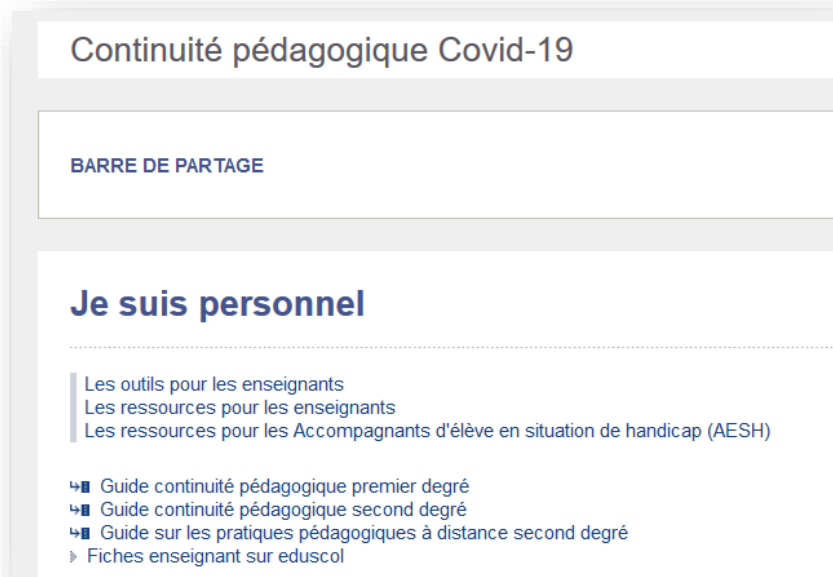 Continuité pédagogique Covid-19
BARRE DE PARTAGE
Je suis personnel
Les outils pour les enseignants
Les ressources pour les enseignants
Les ressources pour les Accompagnants d'élève en situation de handicap (AESH)
Guide continuité pédagogique premier degré
Guide continuité pédagogique second degré
Guide sur les pratiques pédagogiques à distance second degré
Fiches enseignant sur eduscol